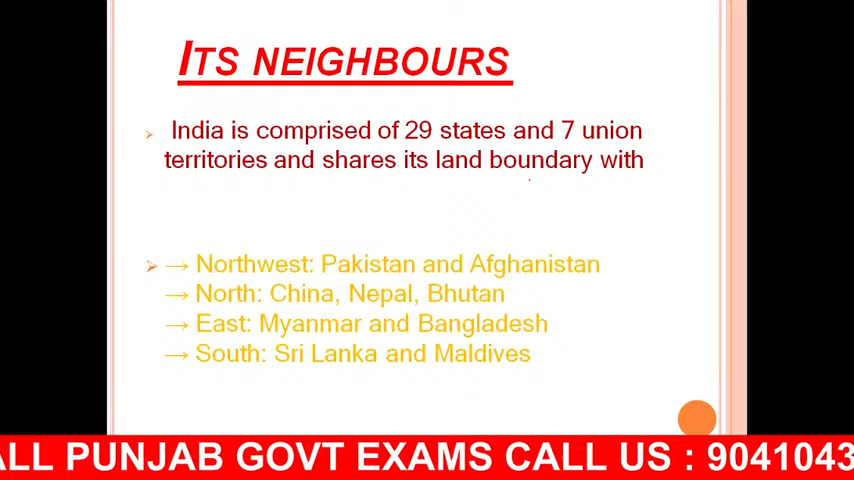 ITS NEIGHBOURS
India is comprised of 29 states and 7 union
territories and shares its land boundary with
→ Northwest: Pakistan and Afghanistan
→ North: China, Nepal, Bhutan
→ East: Myanmar and Bangladesh
→ South: Sri Lanka and Maldives
ALL PUNJAB GOVT EXAMS CALL US : 9041043